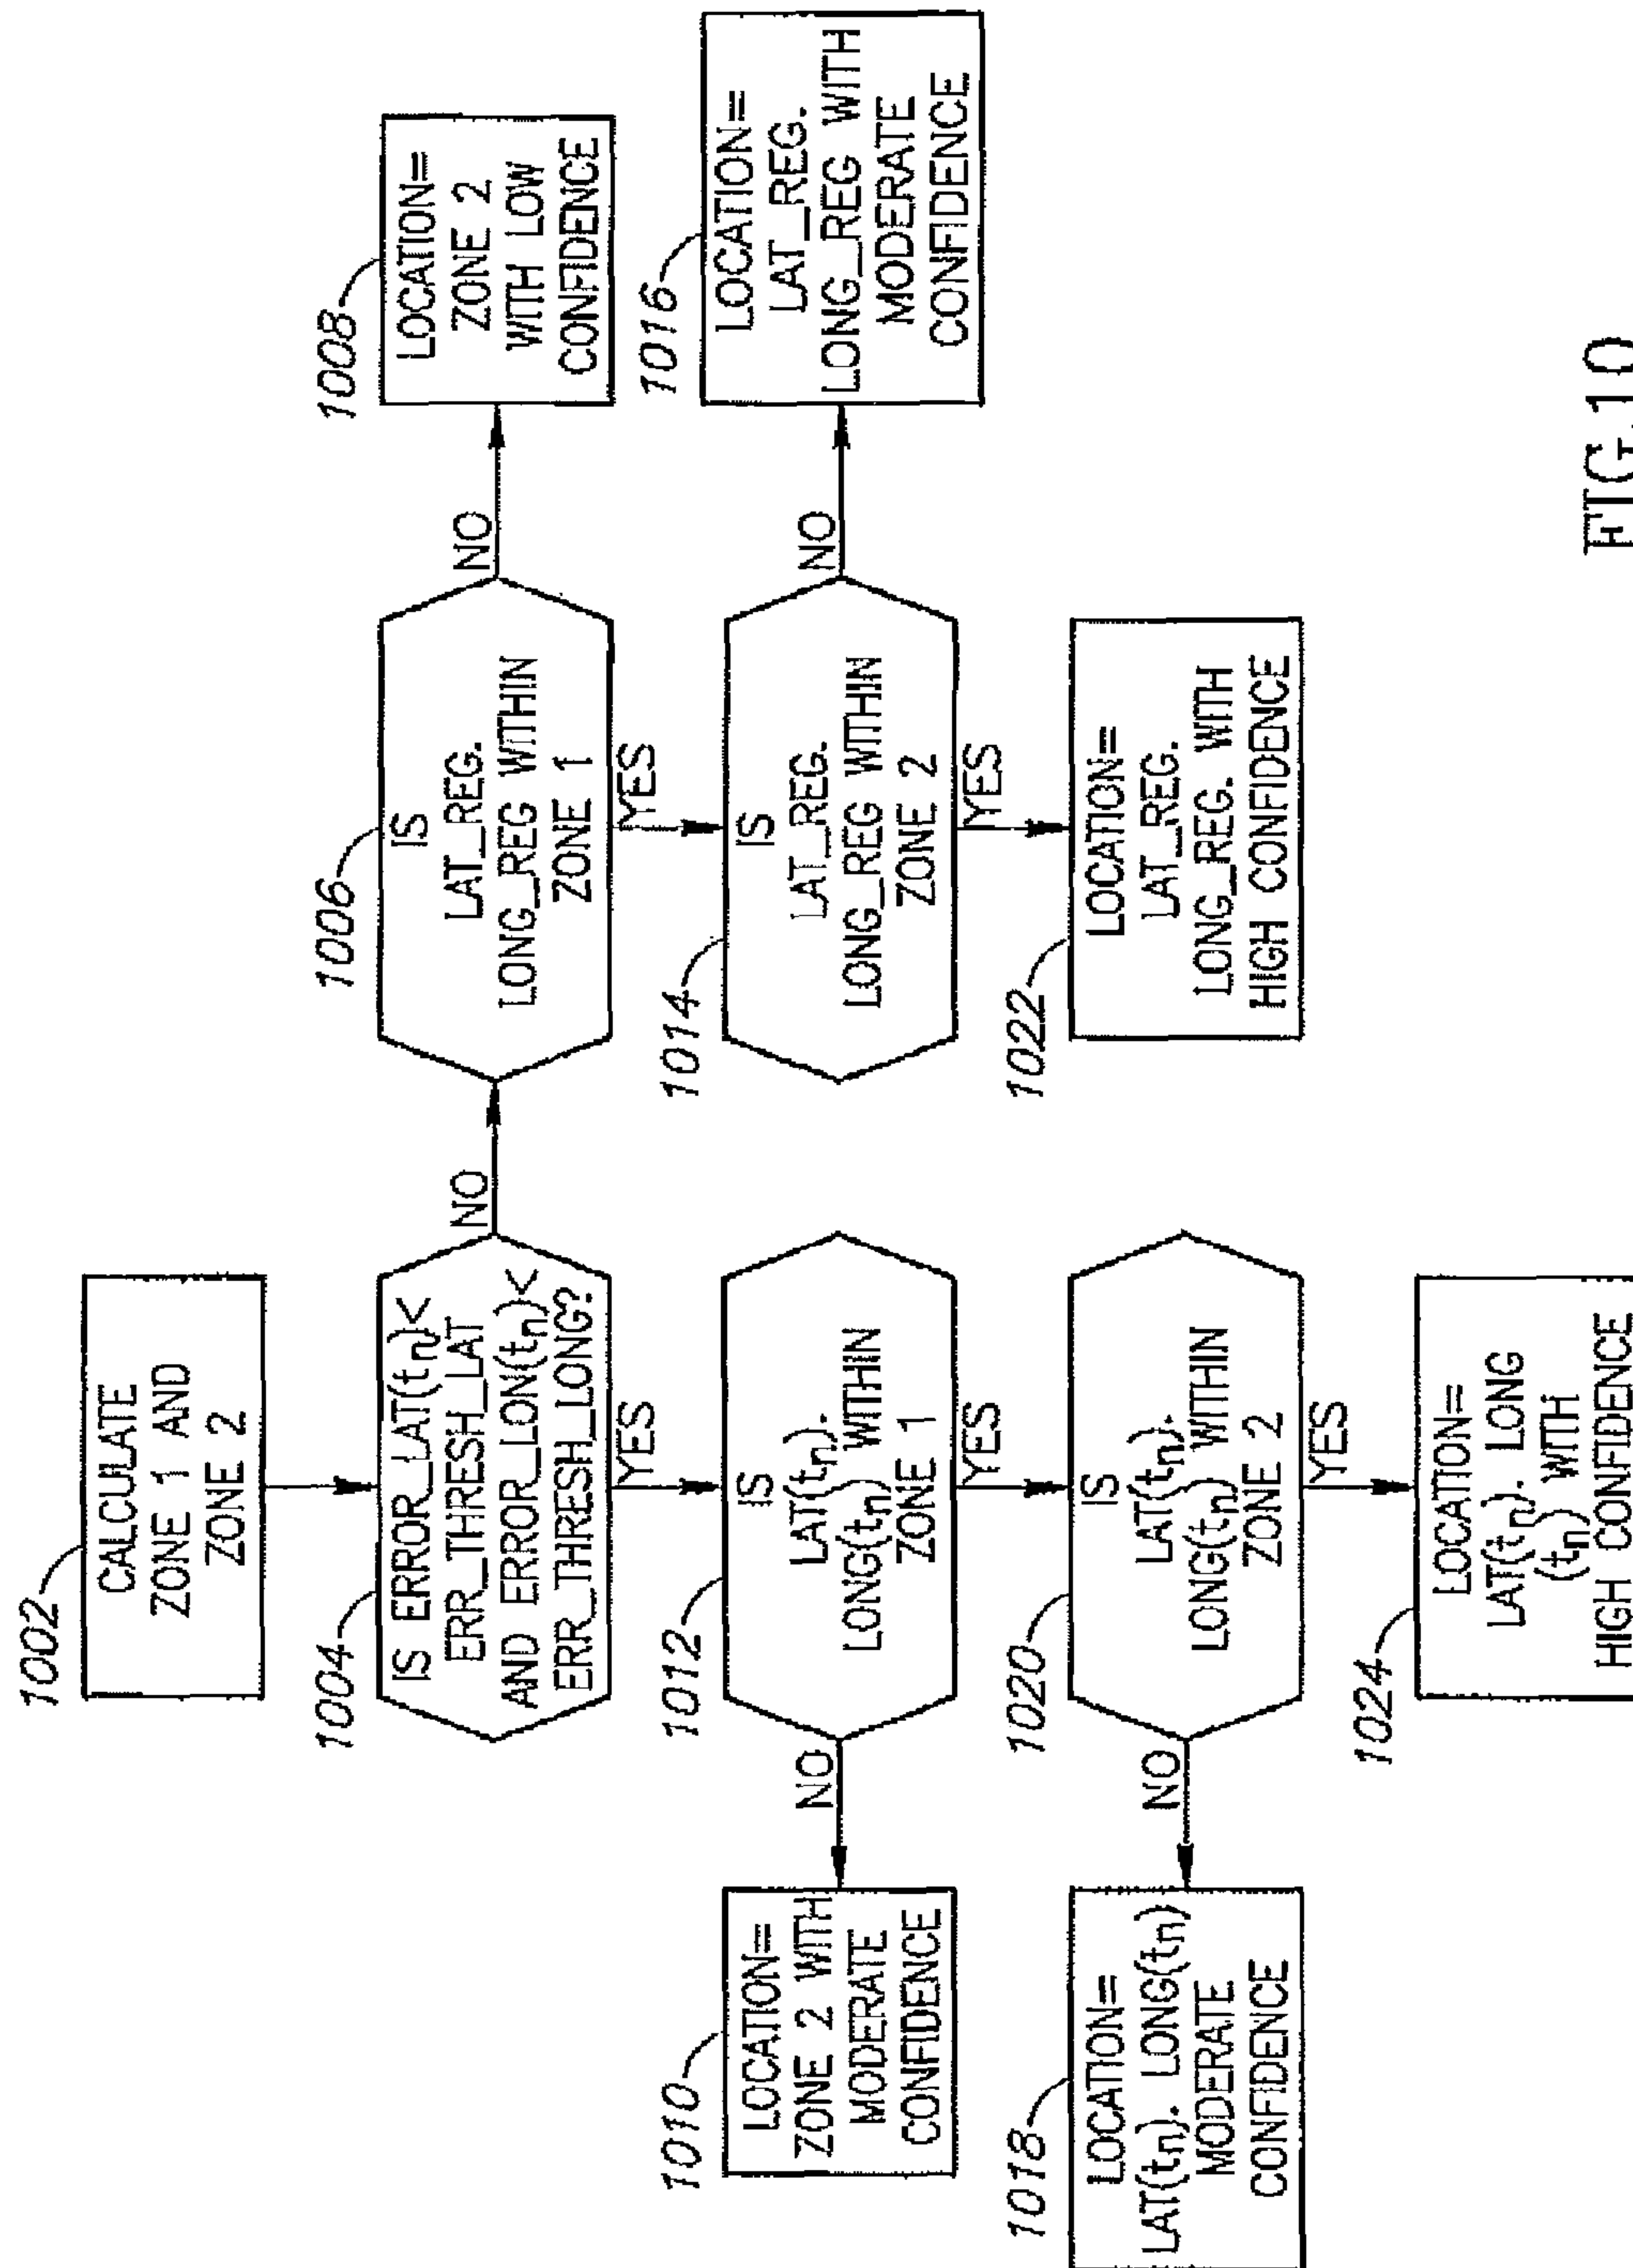 1002
CALCULATE
ZONE 1 AND
ZONE 2
1004
IS ERROR_LAT(tn)<
ERR_THRESH_LAT
AND ERROR_LON(tn)<
ERR_THRESH_LONG?
NO
YES
1006
IS
LAT_REG.
LONG_REG WITHIN
ZONE 1
NO
YES
1008
LOCATION=
ZONE 2
WITH LOW
CONFIDENCE
1010
LOCATION=
ZONE 2 WITH
MODERATE
CONFIDENCE
NO
1012
IS
LAT(tn).
LONG(tn) WITHIN
ZONE 1
YES
1014
IS
LAT_REG.
LONG_REG WITHIN
ZONE 2
NO
YES
1016
LOCATION=
LAT_REG.
LONG_REG WITH
MODERATE
CONFIDENCE
1018
LOCATION=
LAT(tn). LONG(tn)
MODERATE
CONFIDENCE
NO
1020
IS
LAT(tn).
LONG(tn) WITHIN
ZONE 2
YES
1022
LOCATION=
LAT_REG.
LONG_REG. WITH
HIGH CONFIDENCE
1024
LOCATION=
LAT(tn). LONG
(tn) WITH
HIGH CONFIDENCE
FIG.10